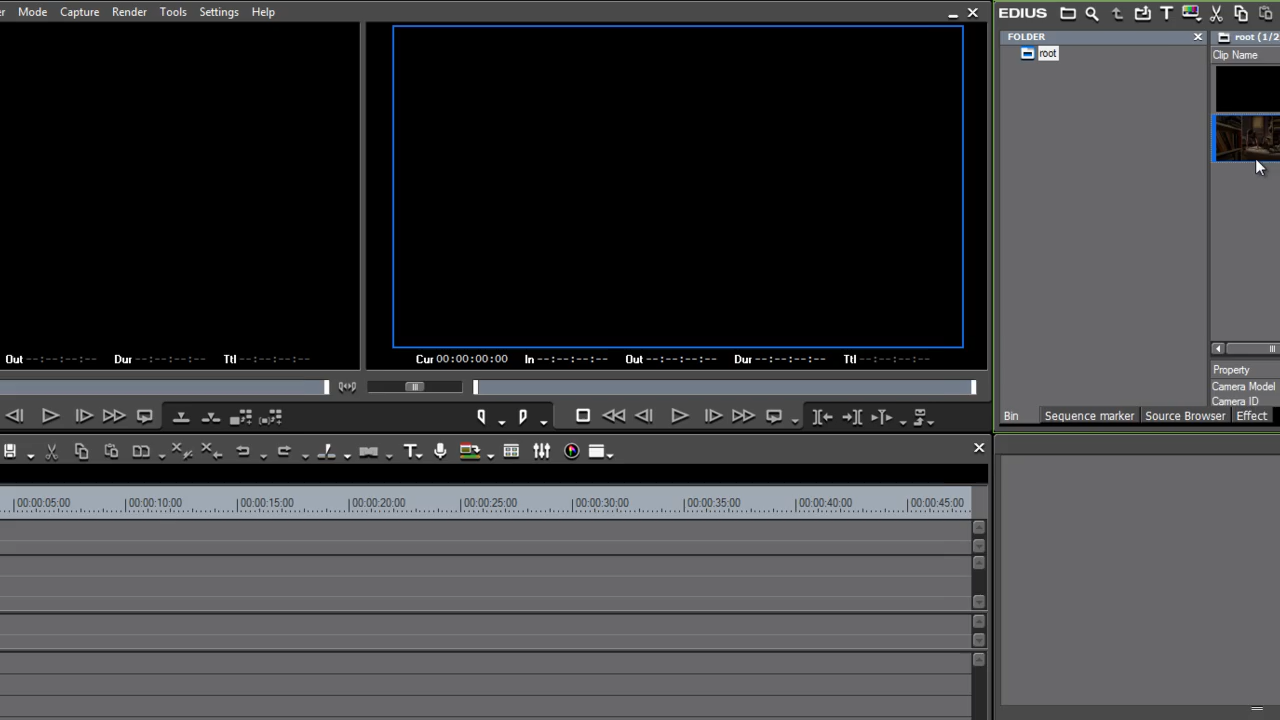 Mode Capture Render Tools Settings Help
EDIUS
FOLDER
root (1/2
root
Clip Name
Out --:--:--:-- Dur --:--:--:-- Ttl --:--:--:--
Cur 00:00:00:00 In --:--:--:-- Out --:--:--:-- Dur --:--:--:-- Ttl --:--:--:--
Property
Camera Model
Camera ID
Bin Sequence marker Source Browser Effect
00:00:05:00 00:00:10:00 00:00:15:00 00:00:20:00 00:00:25:00 00:00:30:00 00:00:35:00 00:00:40:00 00:00:45:00